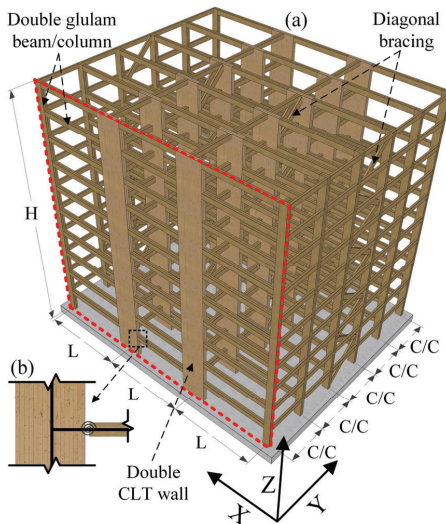 Double glulam
beam/column
(a)
Diagonal
bracing
H
L
L
L
(b)
Double
CLT wall
C/C
C/C
C/C
C/C
C/C
X
Z
Y